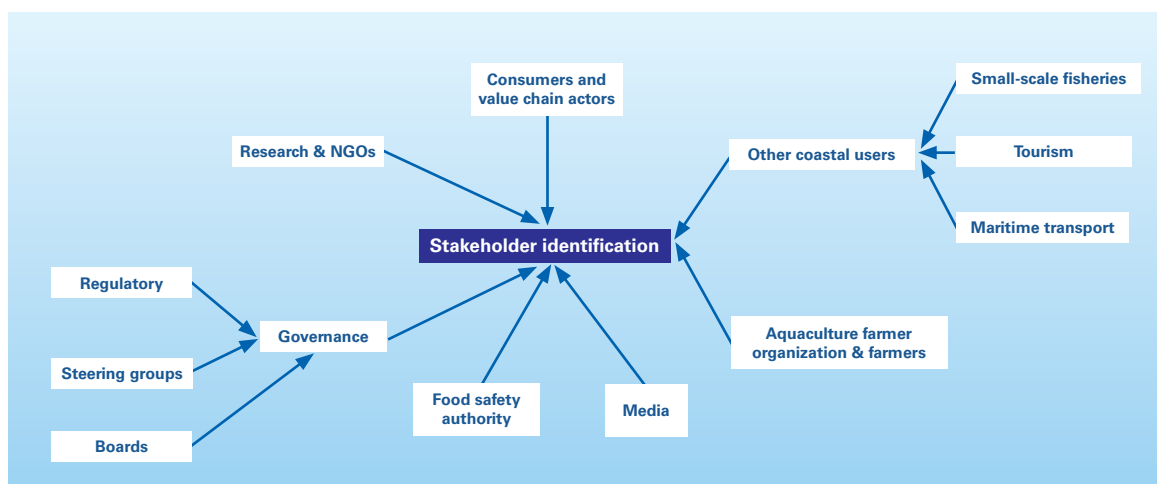 Consumers and
value chain actors
Small-scale fisheries
Research & NGOs
Other coastal users
Tourism
Maritime transport
Stakeholder identification
Regulatory
Governance
Steering groups
Boards
Food safety
authority
Media
Aquaculture farmer
organization & farmers